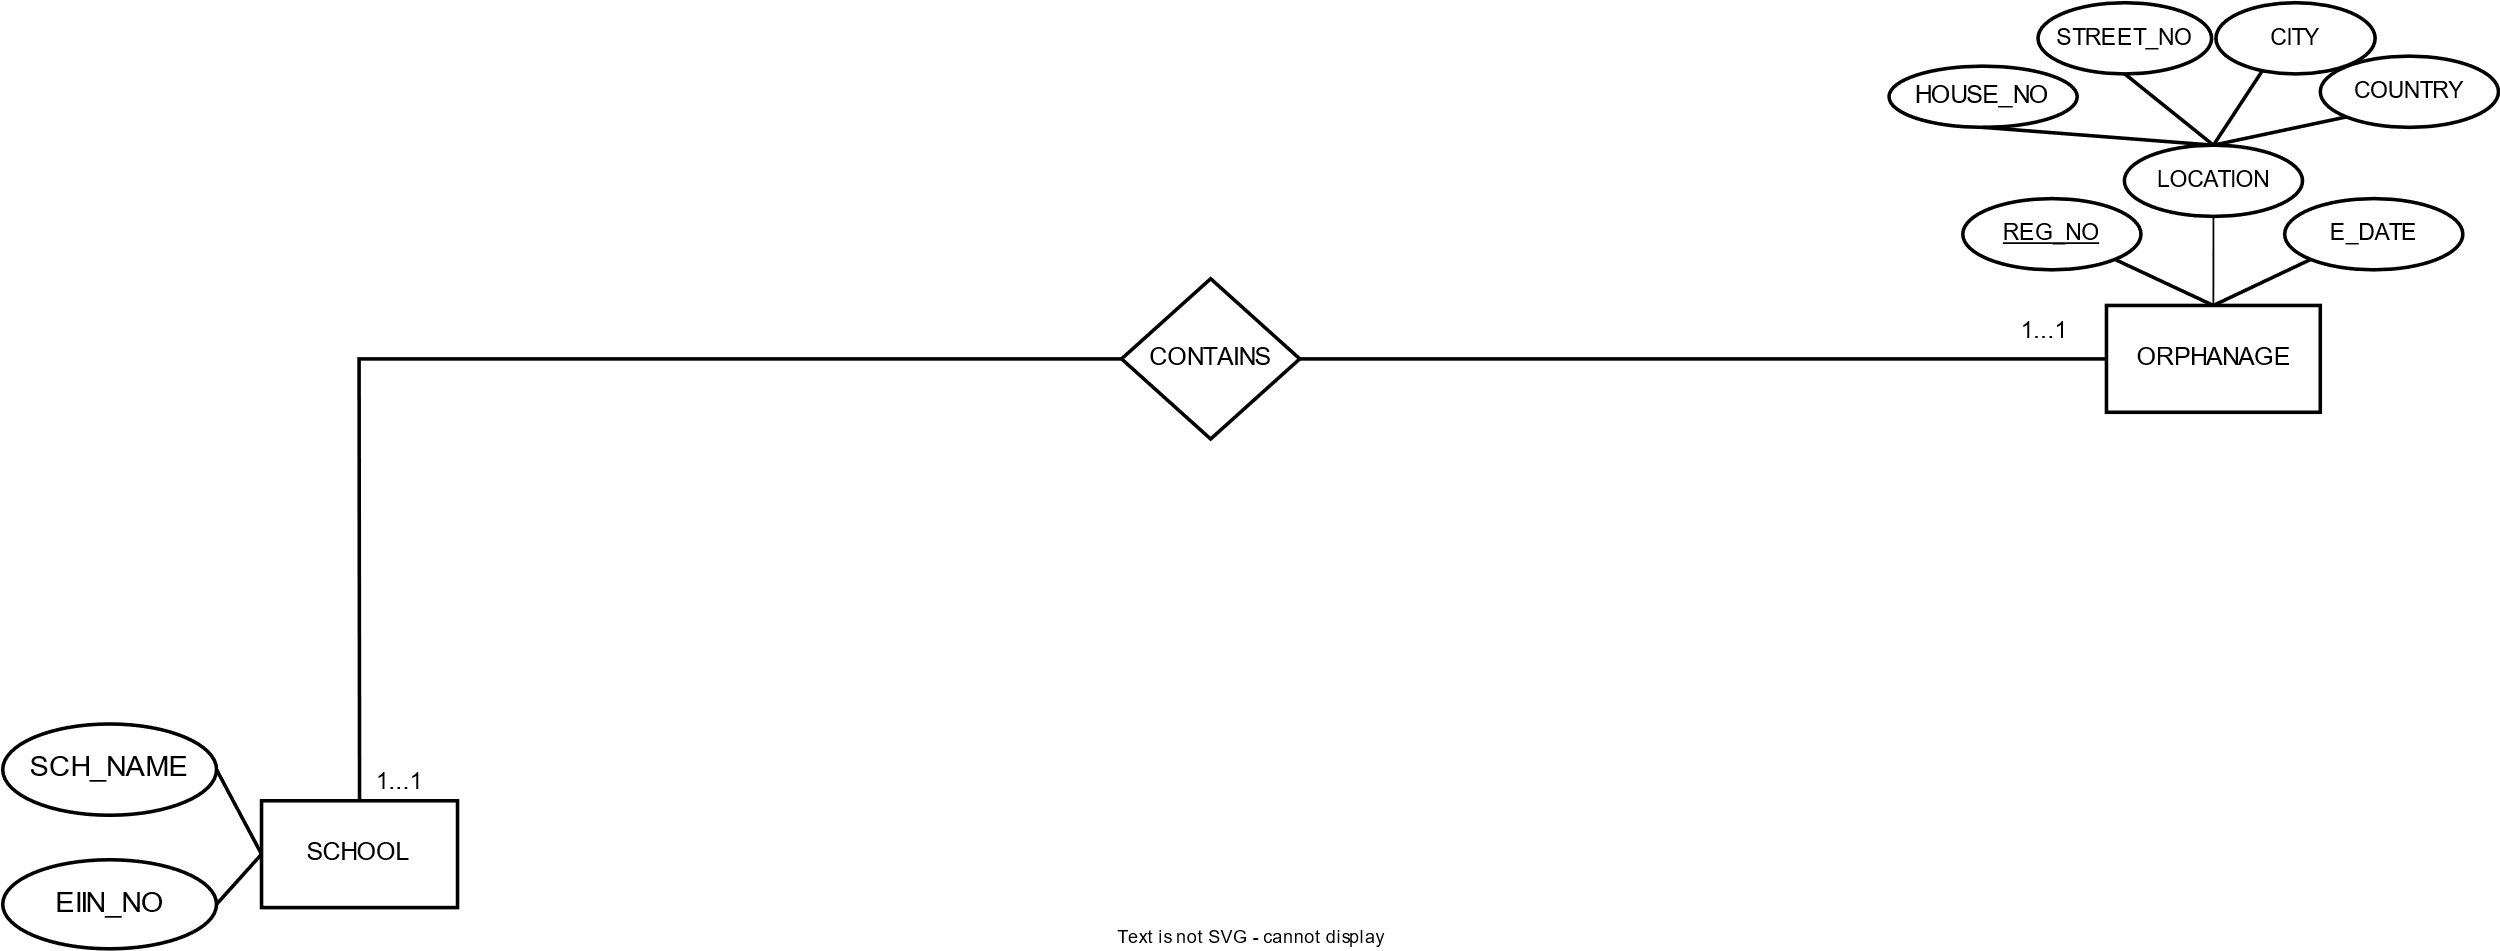 STREET_NO
CITY
HOUSE_NO
COUNTRY
LOCATION
REG_NO
E_DATE
1...1
CONTAINS
ORPHANAGE
SCH_NAME
1...1
SCHOOL
EIIN_NO
Text is not SVG - cannot display